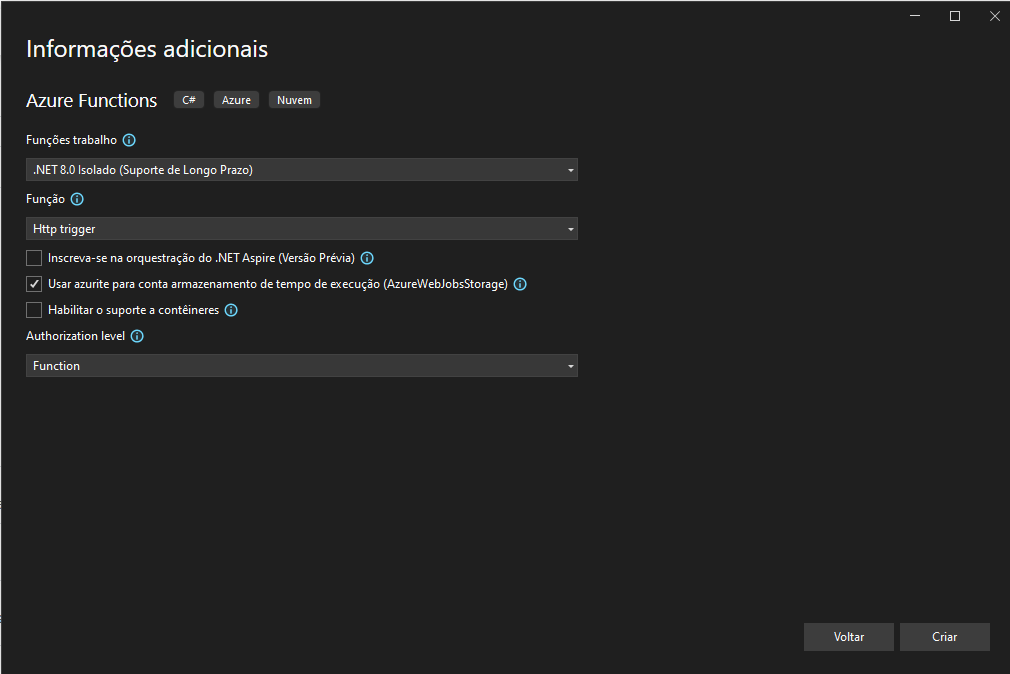 Informações adicionais
Azure Functions C# Azure Nuvem
Funções trabalho
.NET 8.0 Isolado (Suporte de Longo Prazo)
Função
Http trigger
Inscreva-se na orquestração do .NET Aspire (Versão Prévia)
Usar azurite para conta armazenamento de tempo de execução (AzureWebJobsStorage)
Habilitar o suporte a contêineres
Authorization level
Function
Voltar Criar